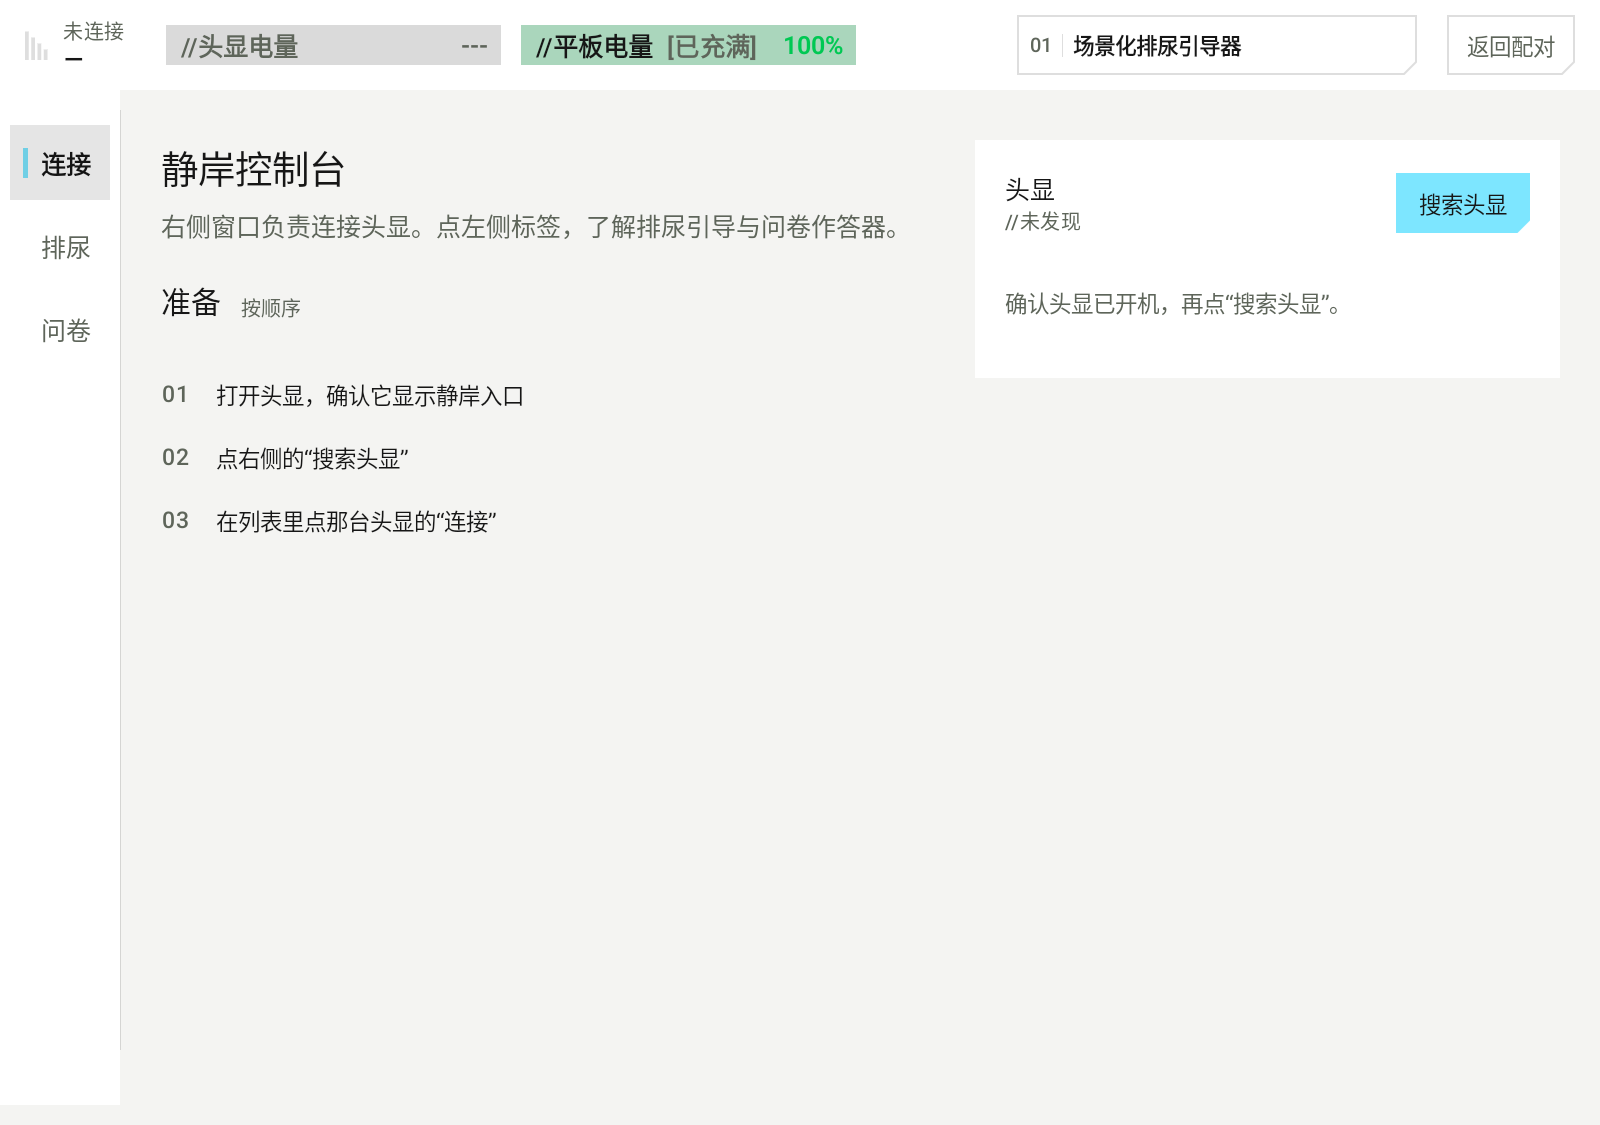 未连接
//头显电量 ---
//平板电量 [已充满] 100%
01 场景化排尿引导器
返回配对
连接
排尿
问卷
静岸控制台
右侧窗口负责连接头显。点左侧标签，了解排尿引导与问卷作答器。
准备 按顺序
01 打开头显，确认它显示静岸入口
02 点右侧的“搜索头显”
03 在列表里点那台头显的“连接”
头显
//未发现
搜索头显
确认头显已开机，再点“搜索头显”。